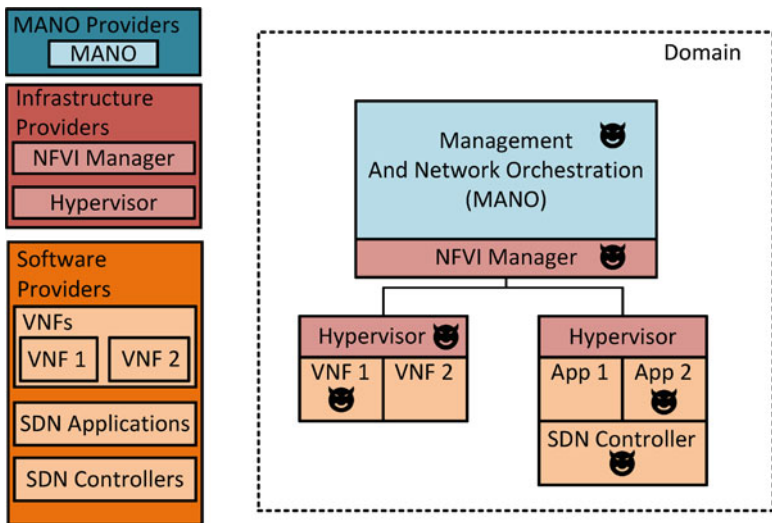 MANO Providers
MANO
Infrastructure
Providers
NFVI Manager
Hypervisor
Software
Providers
VNFs
VNF 1
VNF 2
SDN Applications
SDN Controllers
Domain
Management
And Network Orchestration
(MANO)
NFVI Manager
Hypervisor
VNF 1
VNF 2
Hypervisor
App 1
App 2
SDN Controller